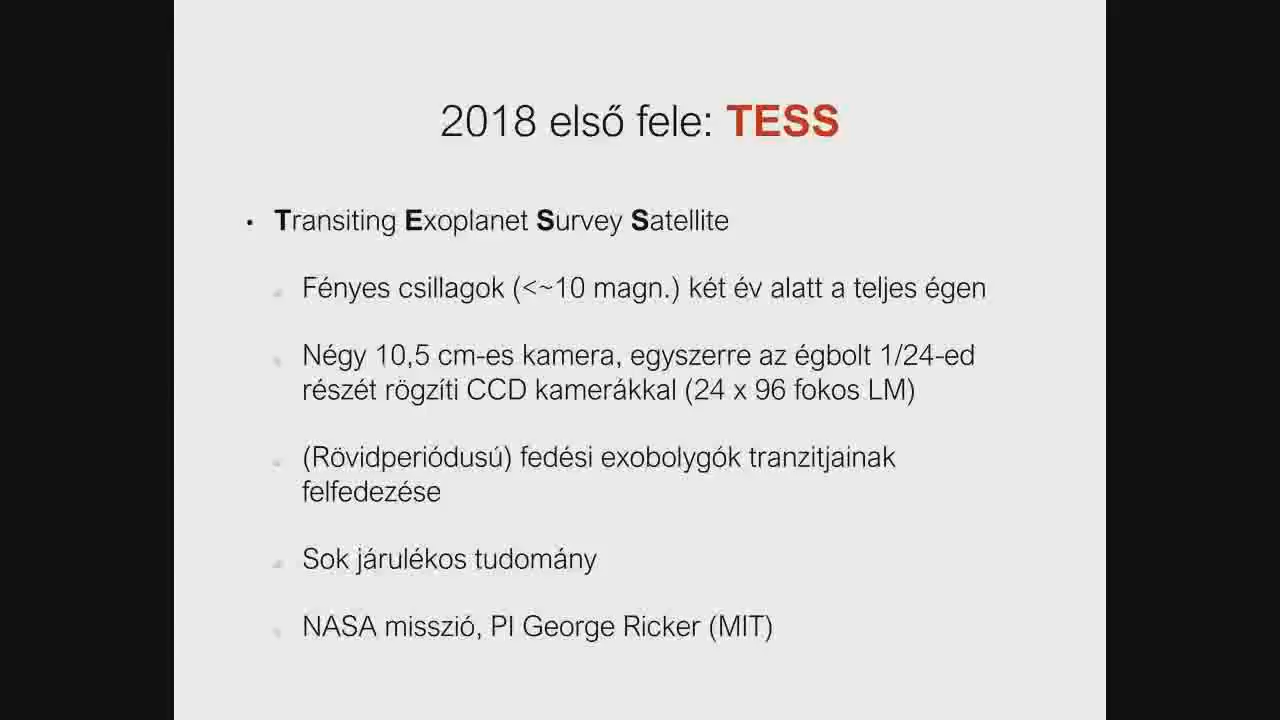 2018 első fele: TESS
• Transiting Exoplanet Survey Satellite
Fényes csillagok (<~10 magn.) két év alatt a teljes égen
Négy 10,5 cm-es kamera, egyszerre az égbolt 1/24-ed
részét rögzíti CCD kamerákkal (24 x 96 fokos LM)
(Rövidperiódusú) fedési exobolygók tranzitjainak
felfedezése
Sok járulékos tudomány
NASA misszió, PI George Ricker (MIT)